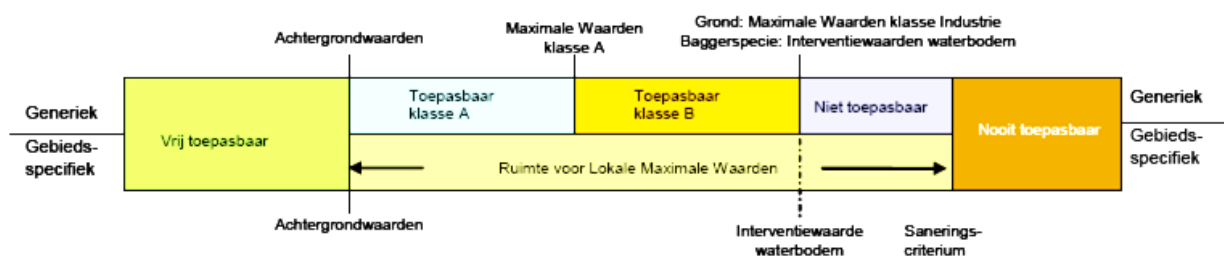 Achtergrondwaarden
Maximale Waarden
klasse A
Grond: Maximale Waarden klasse Industrie
Baggerspecie: Interventiewaarden waterbodem
Generiek
Gebieds-
specifiek
Vrij toepasbaar
Toepasbaar
klasse A
Toepasbaar
klasse B
Niet toepasbaar
Nooit toepasbaar
Generiek
Gebieds-
specifiek
Ruimte voor Lokale Maximale Waarden
Achtergrondwaarden
Interventiewaarde
waterbodem
Sanerings-
criterium